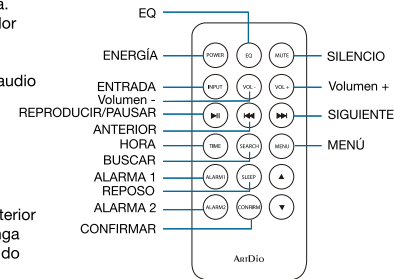 a.
lor
audio
terior
nga
do
EQ
ENERGÍA
ENTRADA
Volumen -
REPRODUCIR/PAUSAR
ANTERIOR
HORA
BUSCAR
ALARMA 1
REPOSO
ALARMA 2
CONFIRMAR
POWER EQ MUTE
INPUT VOL - VOL +
TIME SEARCH MENU
ALARM1 SLEEP
ALARM2 CONFIRM
ArtDio
SILENCIO
Volumen +
SIGUIENTE
MENÚ